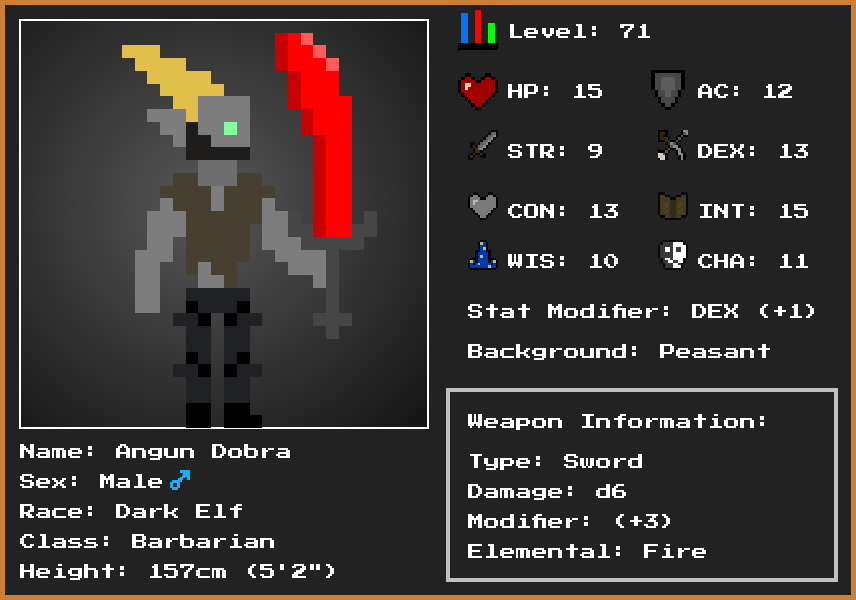 Level: 71
HP: 15 AC: 12
STR: 9 DEX: 13
CON: 13 INT: 15
WIS: 10 CHA: 11
Stat Modifier: DEX (+1)
Background: Peasant
Weapon Information:
Type: Sword
Damage: d6
Modifier: (+3)
Elemental: Fire
Name: Angun Dobra
Sex: Male♂
Race: Dark Elf
Class: Barbarian
Height: 157cm (5'2")